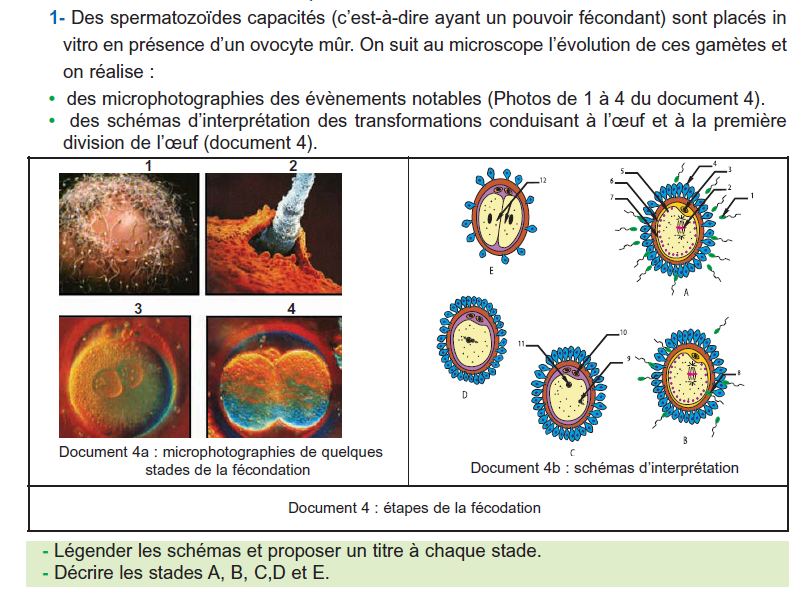 1- Des spermatozoïdes capacités (c’est-à-dire ayant un pouvoir fécondant) sont placés in
vitro en présence d’un ovocyte mûr. On suit au microscope l’évolution de ces gamètes et
on réalise :
• des microphotographies des évènements notables (Photos de 1 à 4 du document 4).
• des schémas d’interprétation des transformations conduisant à l’œuf et à la première
division de l’œuf (document 4).
1
2
3
4
Document 4a : microphotographies de quelques
stades de la fécondation
12
E
5
6
7
4
3
2
1
A
D
11
10
9
C
8
B
Document 4b : schémas d’interprétation
Document 4 : étapes de la fécodation
- Légender les schémas et proposer un titre à chaque stade.
- Décrire les stades A, B, C,D et E.